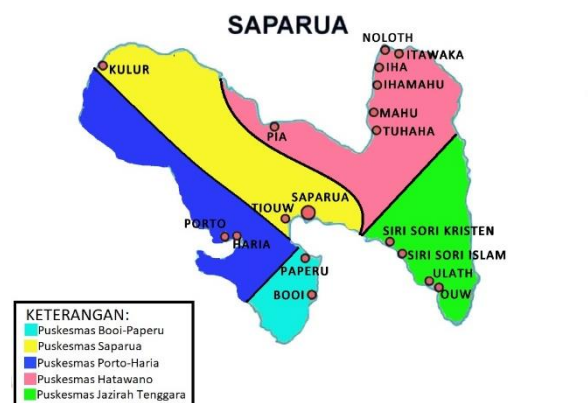 SAPARUA
NOLOTH
ITAWAKA
KULUR
IHA
IHAMAHU
MAHU
PIA
TUHAHA
SAPARUA
TIOUW
PORTO
HARIA
SIRI SORI KRISTEN
SIRI SORI ISLAM
PAPERU
ULATH
BOOI
OUW
KETERANGAN:
Puskesmas Booi-Paperu
Puskesmas Saparua
Puskesmas Porto-Haria
Puskesmas Hatawano
Puskesmas Jazirah Tenggara